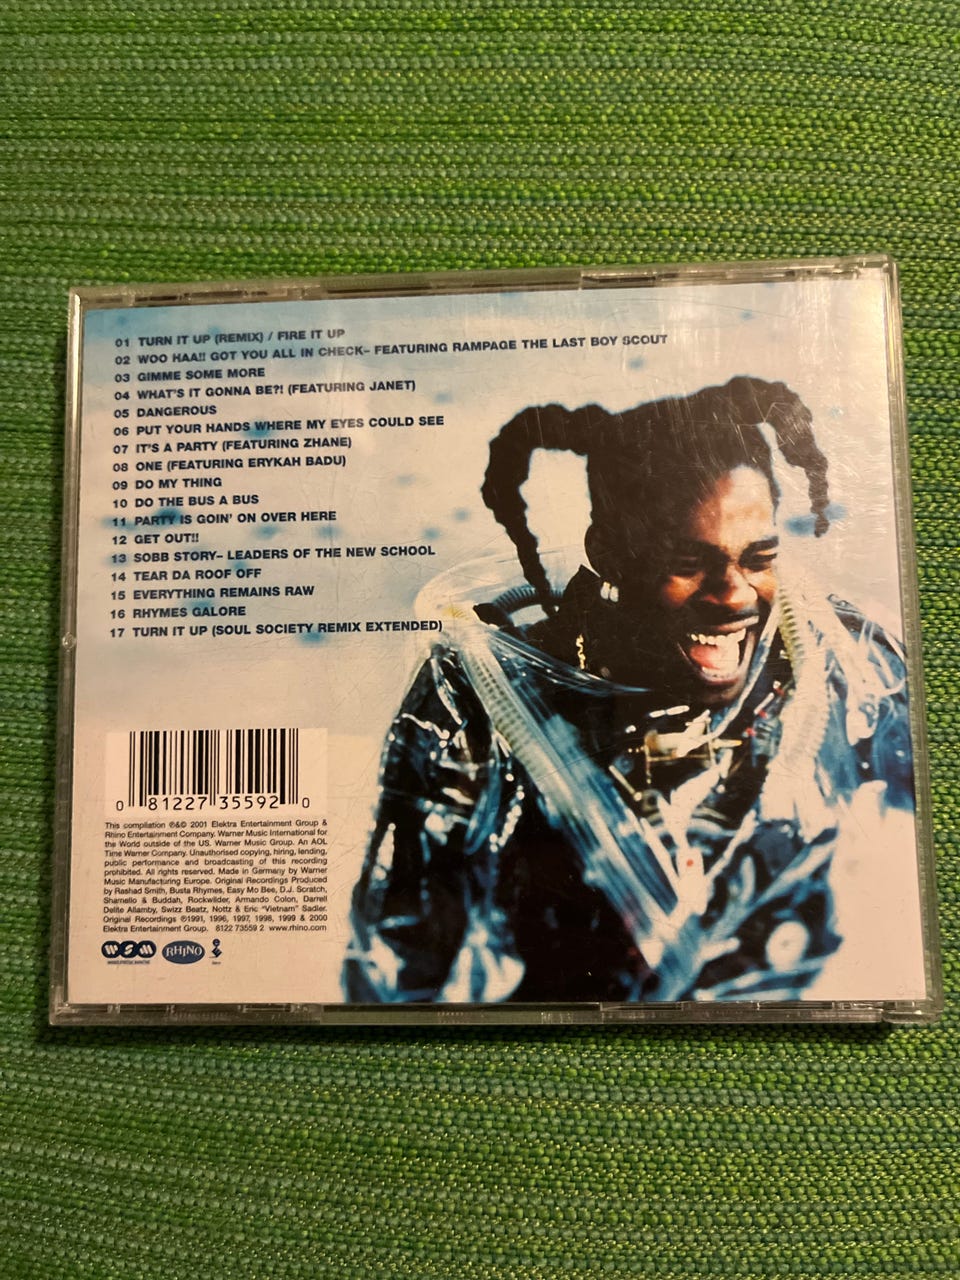 01 TURN IT UP (REMIX) / FIRE IT UP
02 WOO HAA!! GOT YOU ALL IN CHECK– FEATURING RAMPAGE THE LAST BOY SCOUT
03 GIMME SOME MORE
04 WHAT'S IT GONNA BE?! (FEATURING JANET)
05 DANGEROUS
06 PUT YOUR HANDS WHERE MY EYES COULD SEE
07 IT'S A PARTY (FEATURING ZHANE)
08 ONE (FEATURING ERYKAH BADU)
09 DO MY THING
10 DO THE BUS A BUS
11 PARTY IS GOIN' ON OVER HERE
12 GET OUT!!
13 SOBB STORY– LEADERS OF THE NEW SCHOOL
14 TEAR DA ROOF OFF
15 EVERYTHING REMAINS RAW
16 RHYMES GALORE
17 TURN IT UP (SOUL SOCIETY REMIX EXTENDED)
0 81227 35592 0
This compilation ℗&© 2001 Elektra Entertainment Group &
Rhino Entertainment Company. Warner Music International for
the World outside of the US. Warner Music Group. An AOL
Time Warner Company. Unauthorised copying, hiring, lending,
public performance and broadcasting of this recording
prohibited. All rights reserved. Made in Germany by Warner
Music Manufacturing Europe. Original Recordings Produced
by Rashad Smith, Busta Rhymes, Easy Mo Bee, D.J. Scratch,
Shamello & Buddah, Rockwilder, Armando Colon, Darrell
Delite Allamby, Swizz Beatz, Nottz & Eric "Vietnam" Sadler.
Original Recordings ℗1991, 1996, 1997, 1998, 1999 & 2000
Elektra Entertainment Group. 8122 73559 2 www.rhino.com
WSM RHINO